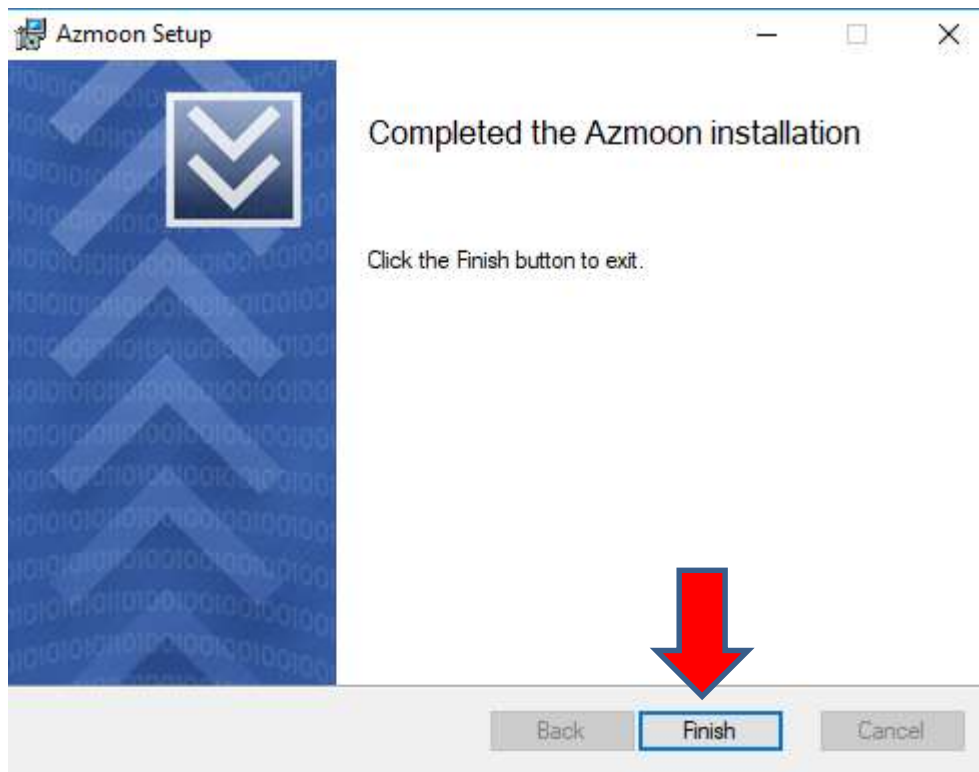 Azmoon Setup
Completed the Azmoon installation
Click the Finish button to exit.
Back Finish Cancel